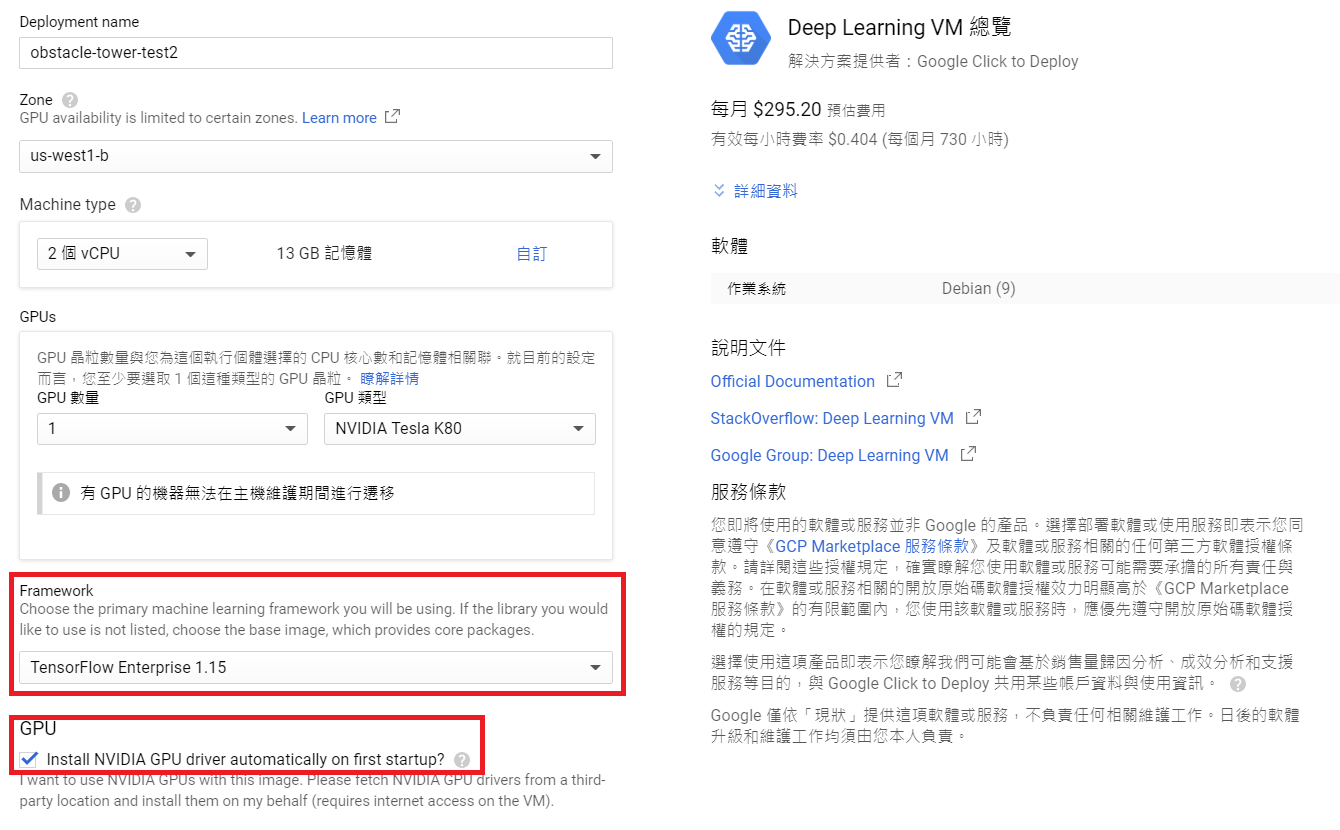 Deployment name
obstacle-tower-test2
Zone
GPU availability is limited to certain zones. Learn more
us-west1-b
Machine type
2 個 vCPU
13 GB 記憶體
自訂
GPUs
GPU 晶粒數量與您為這個執行個體選擇的 CPU 核心數和記憶體相關聯。就目前的設定
而言，您至少要選取 1 個這種類型的 GPU 晶粒。 瞭解詳情
GPU 數量
GPU 類型
1
NVIDIA Tesla K80
有 GPU 的機器無法在主機維護期間進行遷移
Framework
Choose the primary machine learning framework you will be using. If the library you would
like to use is not listed, choose the base image, which provides core packages.
TensorFlow Enterprise 1.15
GPU
Install NVIDIA GPU driver automatically on first startup?
I want to use NVIDIA GPUs with this image. Please fetch NVIDIA GPU drivers from a third-
party location and install them on my behalf (requires internet access on the VM).
Deep Learning VM 總覽
解決方案提供者：Google Click to Deploy
每月 $295.20 預估費用
有效每小時費率 $0.404 (每個月 730 小時)
詳細資料
軟體
作業系統
Debian (9)
說明文件
Official Documentation
StackOverflow: Deep Learning VM
Google Group: Deep Learning VM
服務條款
您即將使用的軟體或服務並非 Google 的產品。選擇部署軟體或使用服務即表示您同
意遵守《GCP Marketplace 服務條款》及軟體或服務相關的任何第三方軟體授權條
款。請詳閱這些授權規定，確實瞭解您使用軟體或服務可能需要承擔的所有責任與
義務。在軟體或服務相關的開放原始碼軟體授權效力明顯高於《GCP Marketplace
服務條款》的有限範圍內，您使用該軟體或服務時，應優先遵守開放原始碼軟體授
權的規定。
選擇使用這項產品即表示您瞭解我們可能會基於銷售量歸因分析、成效分析和支援
服務等目的，與 Google Click to Deploy 共用某些帳戶資料與使用資訊。
Google 僅依「現狀」提供這項軟體或服務，不負責任何相關維護工作。日後的軟體
升級和維護工作均須由您本人負責。